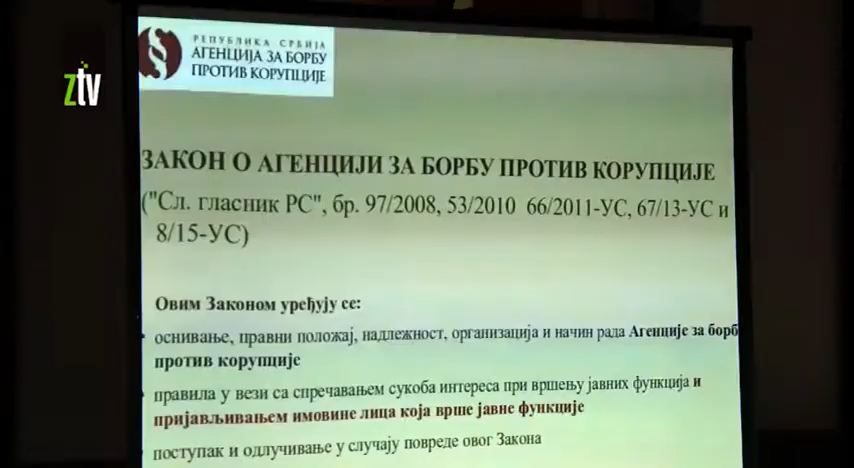 ztv
РЕПУБЛИКА СРБИЈА
АГЕНЦИЈА ЗА БОРБУ
ПРОТИВ КОРУПЦИЈЕ
ЗАКОН О АГЕНЦИЈИ ЗА БОРБУ ПРОТИВ КОРУПЦИЈЕ
("Сл. гласник РС", бр. 97/2008, 53/2010 66/2011-УС, 67/13-УС и
8/15-УС)
Овим Законом уређују се:
оснивање, правни положај, надлежност, организација и начин рада Агенције за борб
против корупције
правила у вези са спречавањем сукоба интереса при вршењу јавних функција и
пријављивањем имовине лица која врше јавне функције
поступак и одлучивање у случају повреде овог Закона